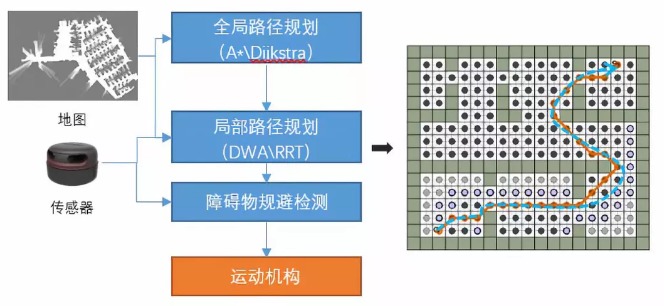 全局路径规划
(A*\Dijkstra)
地图
局部路径规划
(DWA\RRT)
传感器
障碍物规避检测
运动机构